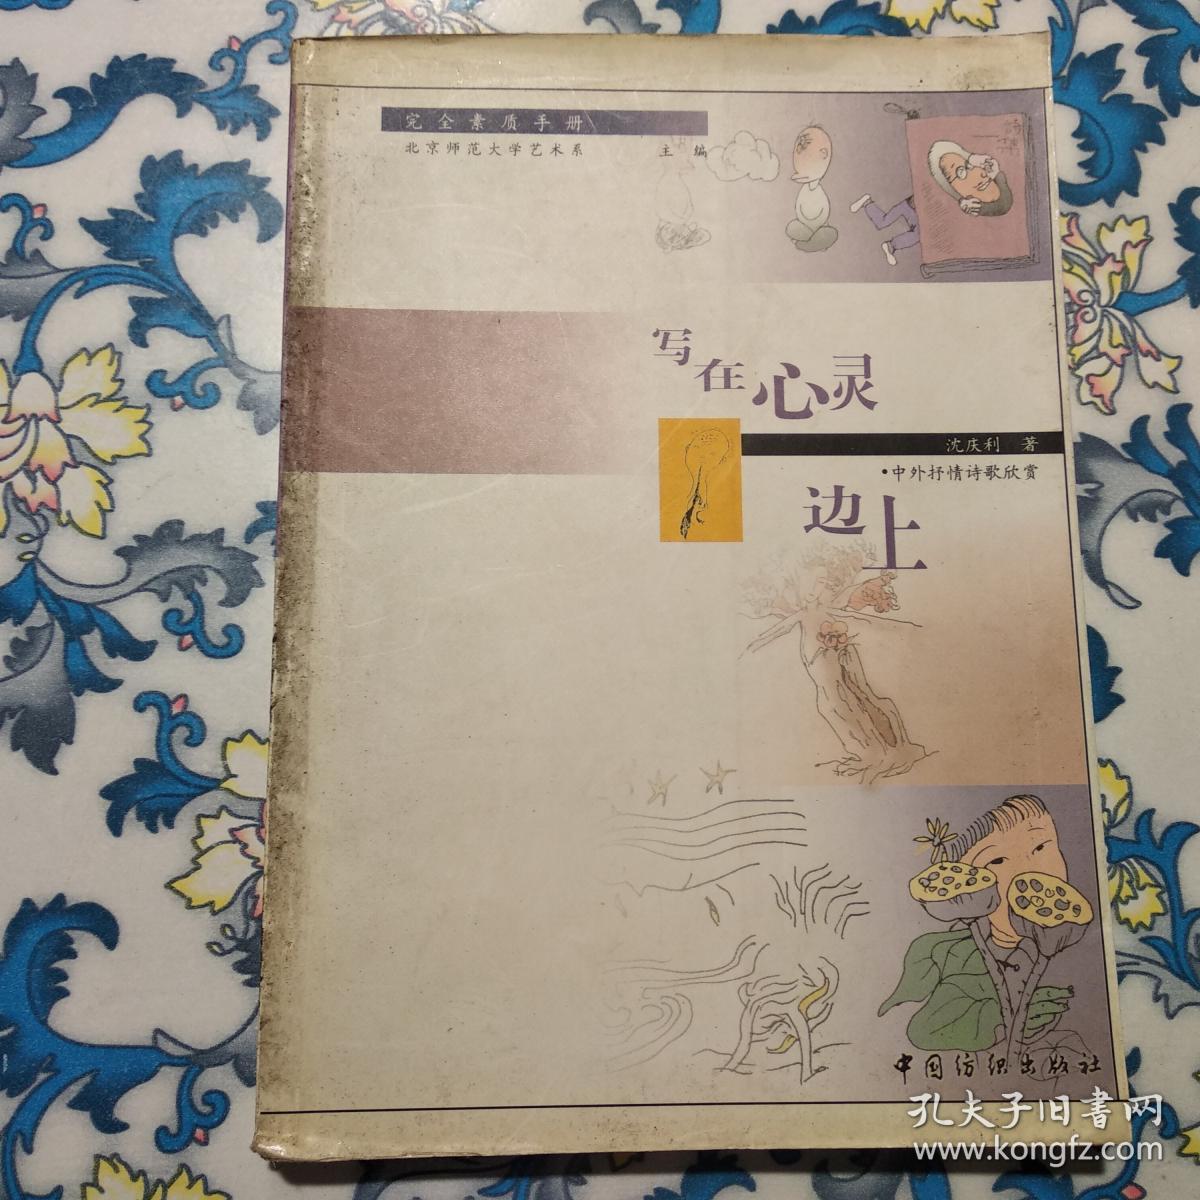 完全素质手册
北京师范大学艺术系 主编
写在心灵
沈庆利 著
•中外抒情诗歌欣赏
边上
中国纺织出版社
孔夫子旧书网
www.kongfz.com